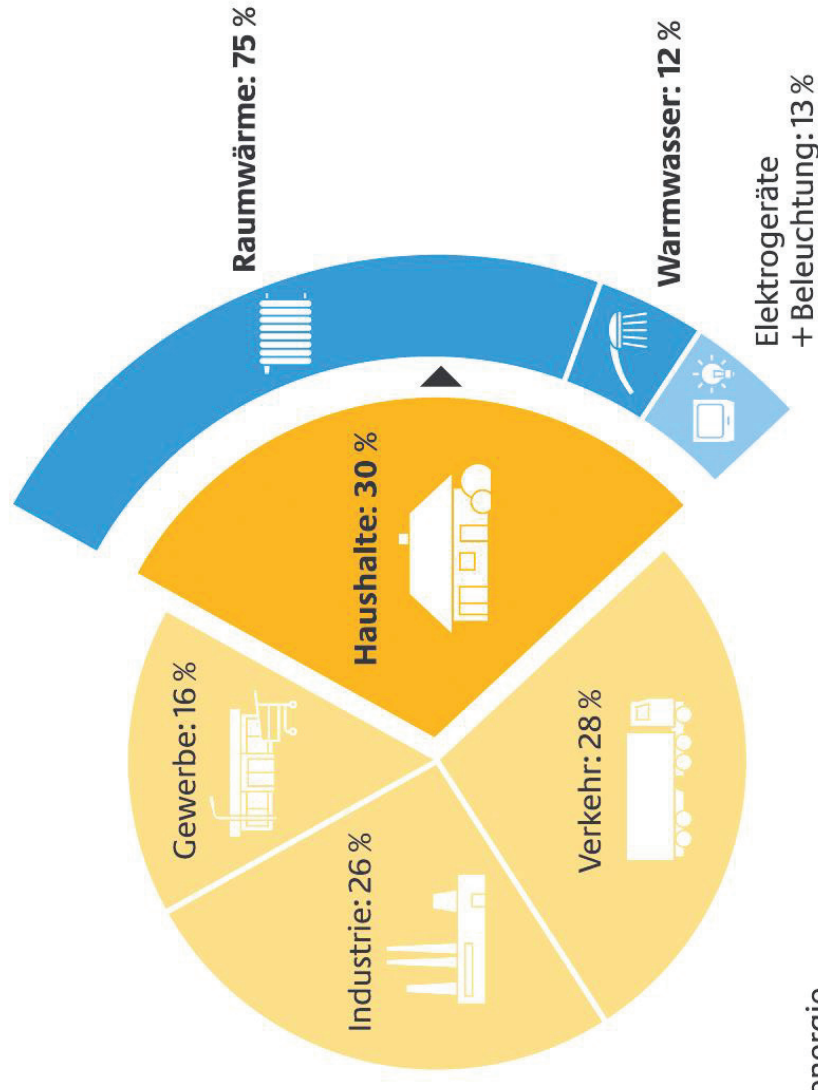 Raumwärme: 75 %
Haushalte: 30 %
Gewerbe: 16 %
Industrie: 26 %
Verkehr: 28 %
Warmwasser: 12 %
Elektrogeräte
+ Beleuchtung: 13 %